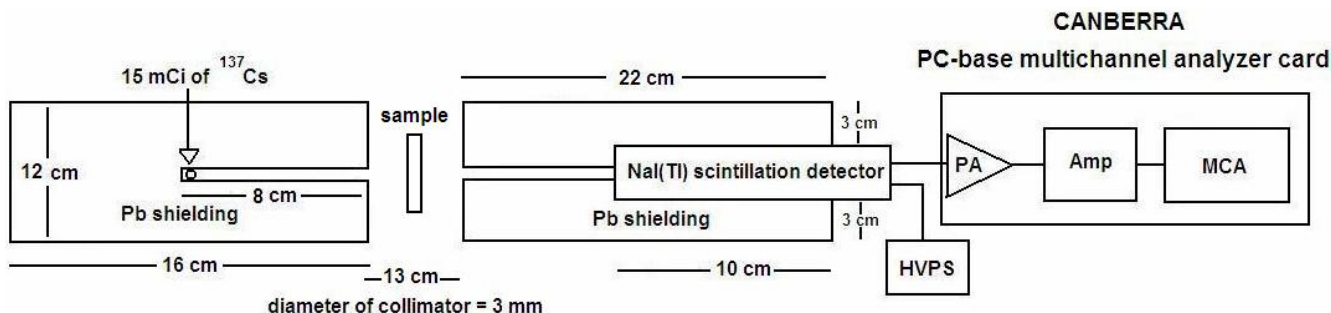 CANBERRA
PC-base multichannel analyzer card
15 mCi of ¹³⁷Cs
22 cm
sample
3 cm
12 cm
8 cm
Pb shielding
NaI(Tl) scintillation detector
PA
Amp
MCA
Pb shielding
3 cm
HVPS
16 cm
13 cm
10 cm
diameter of collimator = 3 mm